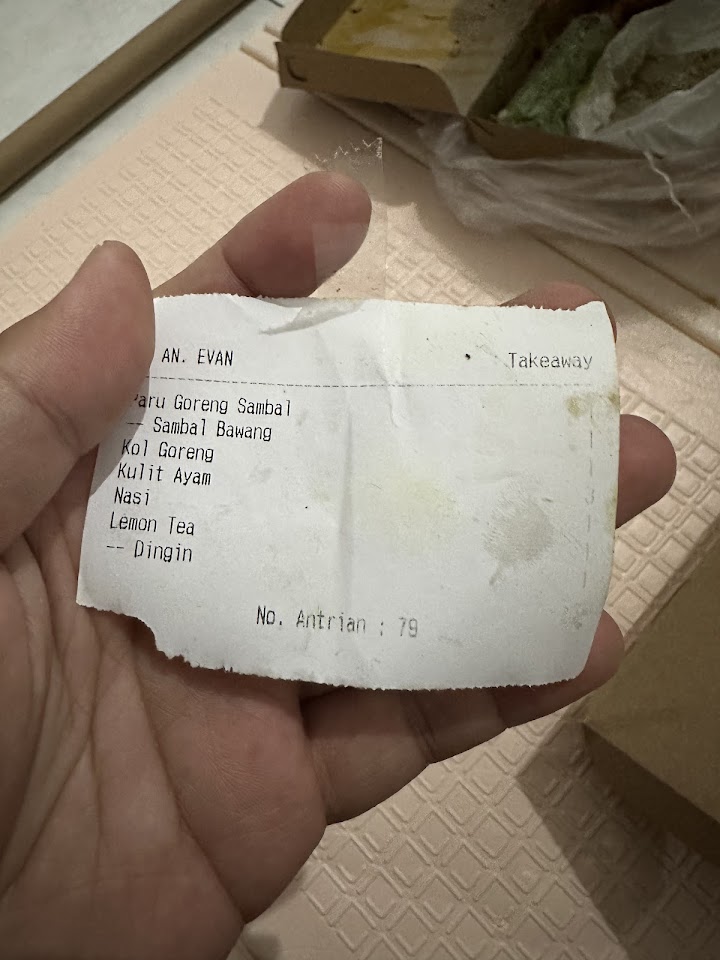 AN. EVAN Takeaway
Paru Goreng Sambal
-- Sambal Bawang
Kol Goreng
Kulit Ayam
Nasi
Lemon Tea
-- Dingin
No. Antrian : 79